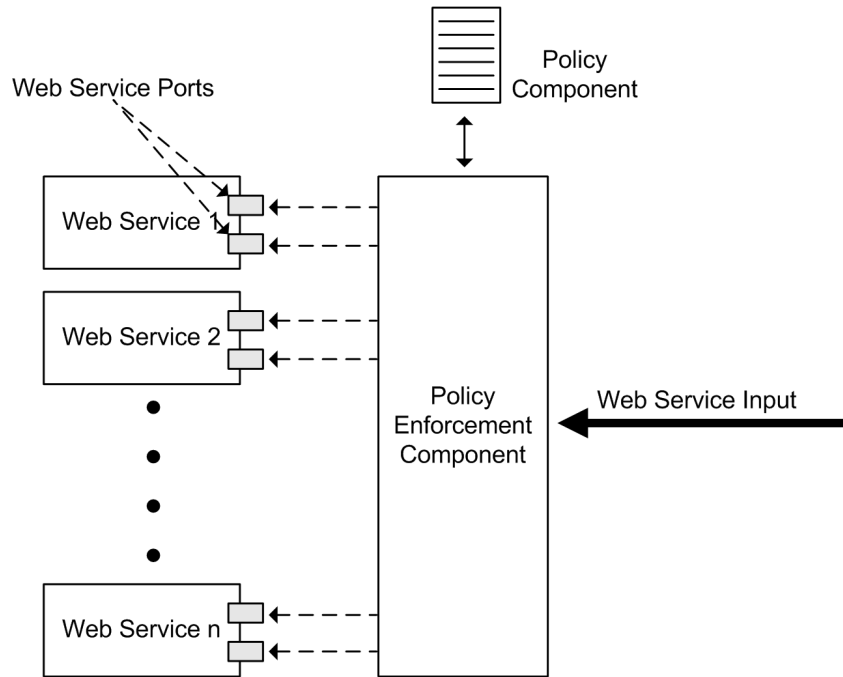 Policy
Component
Web Service Ports
Web Service 1
Web Service 2
Policy
Enforcement
Component
Web Service Input
Web Service n